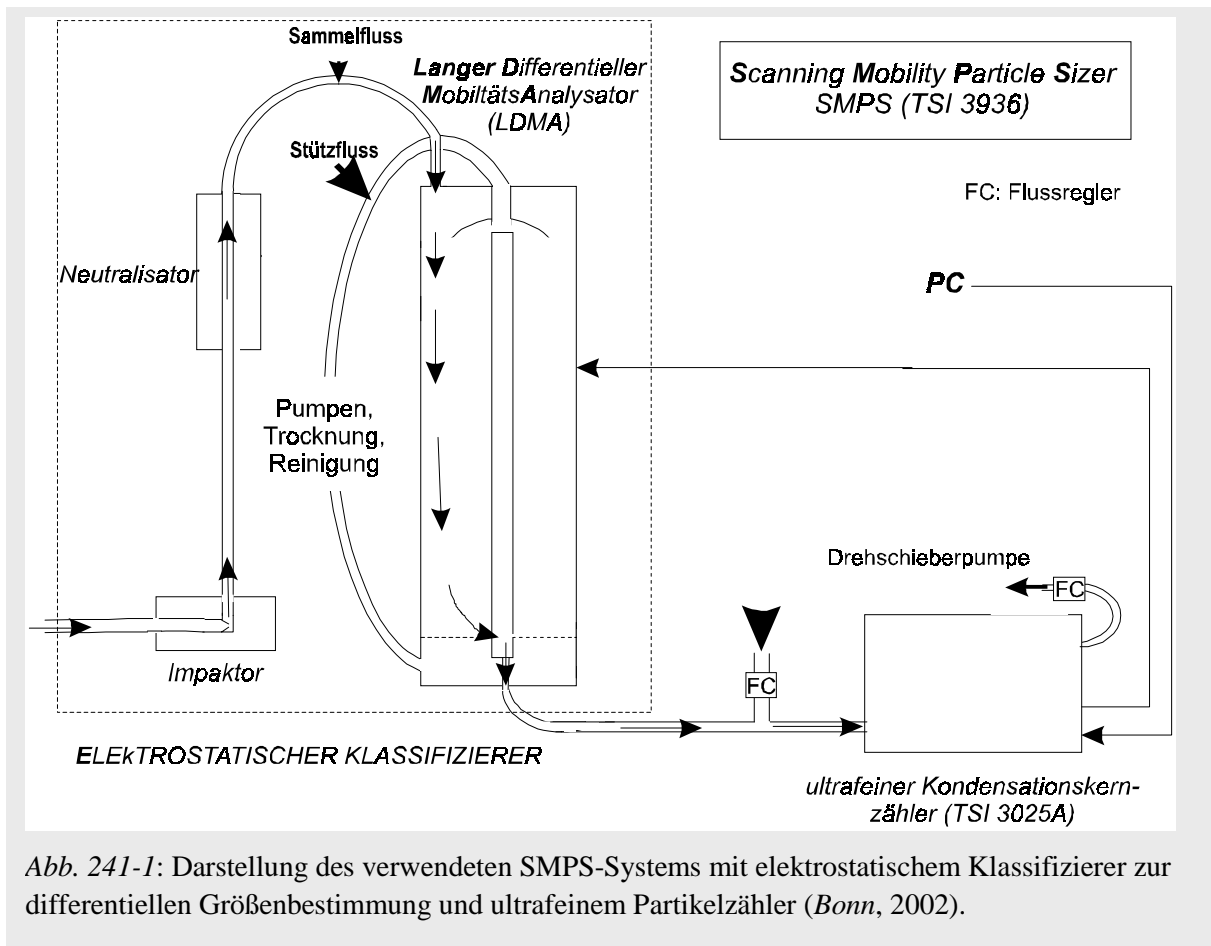 Sammelfluss
Langer Differentieller
MobiltätsAnalysator
(LDMA)
Scanning Mobility Particle Sizer
SMPS (TSI 3936)
Stützfluss
FC: Flussregler
Neutralisator
PC
Pumpen,
Trocknung,
Reinigung
Drehschieberpumpe
FC
Impaktor
FC
ELEkTROSTATISCHER KLASSIFIZIERER
ultrafeiner Kondensationskern-
zähler (TSI 3025A)
Abb. 241-1: Darstellung des verwendeten SMPS-Systems mit elektrostatischem Klassifizierer zur
differentiellen Größenbestimmung und ultrafeinem Partikelzähler (Bonn, 2002).